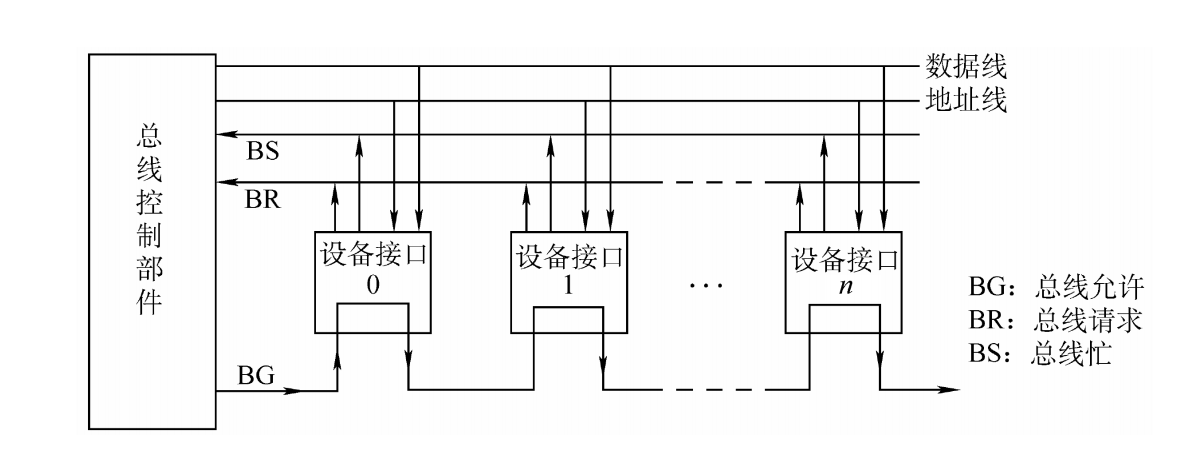 数据线
地址线
总线控制部件
BS
BR
设备接口
0
设备接口
1
···
设备接口
n
BG
BG：总线允许
BR：总线请求
BS：总线忙